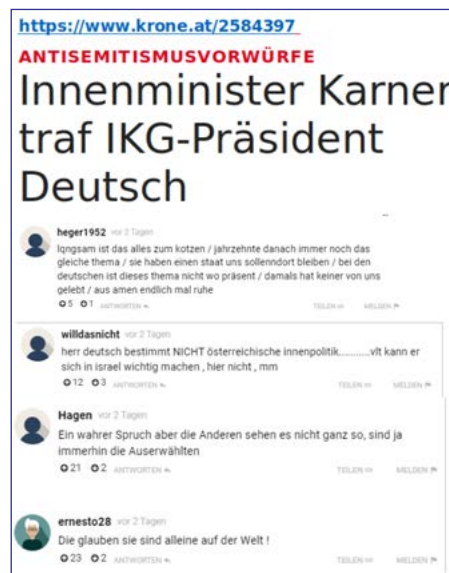 https://www.krone.at/2584397
ANTISEMITISMUSVORWÜRFE
Innenminister Karner
traf IKG-Präsident
Deutsch
heger1952 vor 2 Tagen
lqngsam ist das alles zum kotzen / jahrzehnte danach immer noch das
gleiche thema / sie haben einen staat uns sollenndort bleiben / bei den
deutschen ist dieses thema nicht wo präsent / damals hat keiner von uns
gelebt / aus amen endlich mal ruhe
5 1 ANTWORTEN TEILEN MELDEN
willdasnicht vor 2 Tagen
herr deutsch bestimmt NICHT österreichische innenpolitik...........vlt kann er
sich in israel wichtig machen , hier nicht , mm
12 3 ANTWORTEN TEILEN MELDEN
Hagen vor 2 Tagen
Ein wahrer Spruch aber die Anderen sehen es nicht ganz so, sind ja
immerhin die Auserwählten
21 2 ANTWORTEN TEILEN MELDEN
ernesto28 vor 2 Tagen
Die glauben sie sind alleine auf der Welt !
23 2 ANTWORTEN TEILEN MELDEN